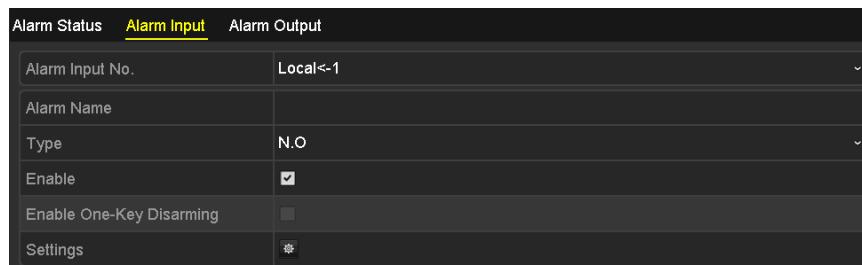 Alarm Status Alarm Input Alarm Output
Alarm Input No. Local<-1
Alarm Name
Type N.O
Enable
Enable One-Key Disarming
Settings